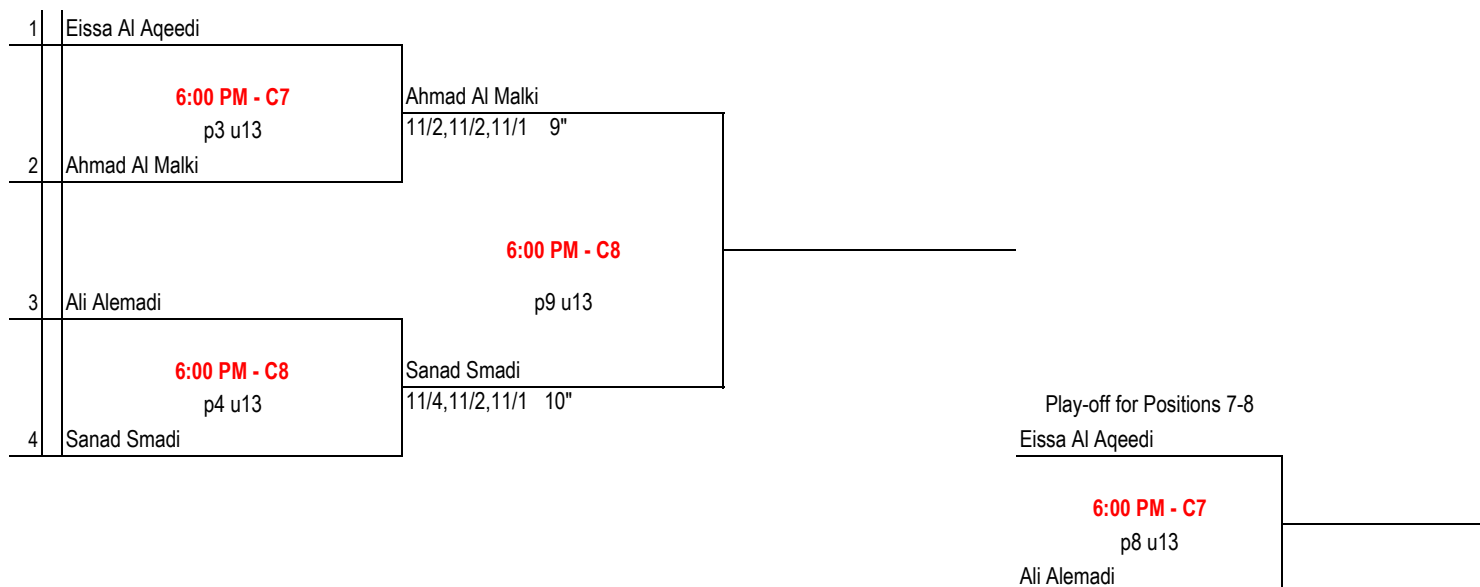 1 Eissa Al Aqeedi
6:00 PM - C7
Ahmad Al Malki
p3 u13
11/2,11/2,11/1 9"
2 Ahmad Al Malki
6:00 PM - C8
3 Ali Alemadi
p9 u13
6:00 PM - C8
Sanad Smadi
p4 u13
11/4,11/2,11/1 10"
Play-off for Positions 7-8
4 Sanad Smadi
Eissa Al Aqeedi
6:00 PM - C7
p8 u13
Ali Alemadi